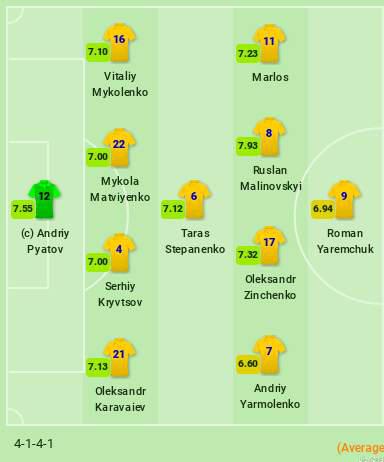 16
7.10
Vitaliy
Mykolenko
11
7.23
Marlos
22
7.00
Mykola
Matviyenko
8
7.93
Ruslan
Malinovskyi
12
7.55
(c) Andriy
Pyatov
6
7.12
Taras
Stepanenko
9
6.94
Roman
Yaremchuk
4
7.00
Serhiy
Kryvtsov
17
7.32
Oleksandr
Zinchenko
21
7.13
Oleksandr
Karavaiev
7
6.60
Andriy
Yarmolenko
4-1-4-1
(Average